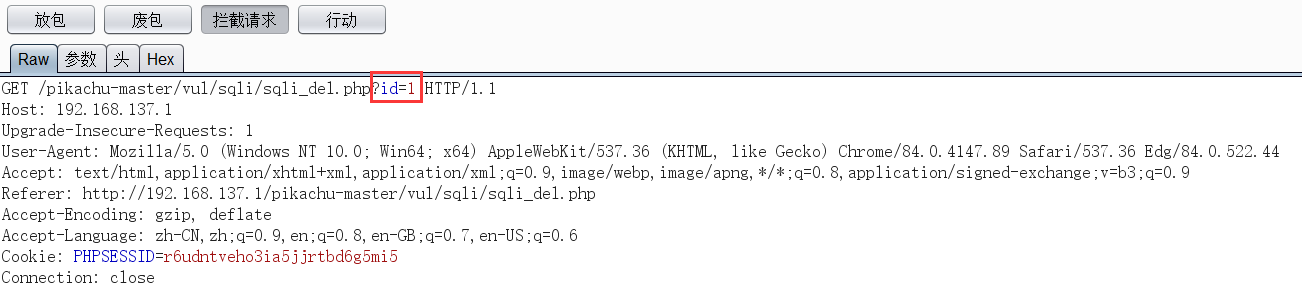 放包 废包 拦截请求 行动
Raw 参数 头 Hex
GET /pikachu-master/vul/sqli/sqli_del.php?id=1 HTTP/1.1
Host: 192.168.137.1
Upgrade-Insecure-Requests: 1
User-Agent: Mozilla/5.0 (Windows NT 10.0; Win64; x64) AppleWebKit/537.36 (KHTML, like Gecko) Chrome/84.0.4147.89 Safari/537.36 Edg/84.0.522.44
Accept: text/html,application/xhtml+xml,application/xml;q=0.9,image/webp,image/apng,*/*;q=0.8,application/signed-exchange;v=b3;q=0.9
Referer: http://192.168.137.1/pikachu-master/vul/sqli/sqli_del.php
Accept-Encoding: gzip, deflate
Accept-Language: zh-CN,zh;q=0.9,en;q=0.8,en-GB;q=0.7,en-US;q=0.6
Cookie: PHPSESSID=r6udntveho3ia5jjrtbd6g5mi5
Connection: close